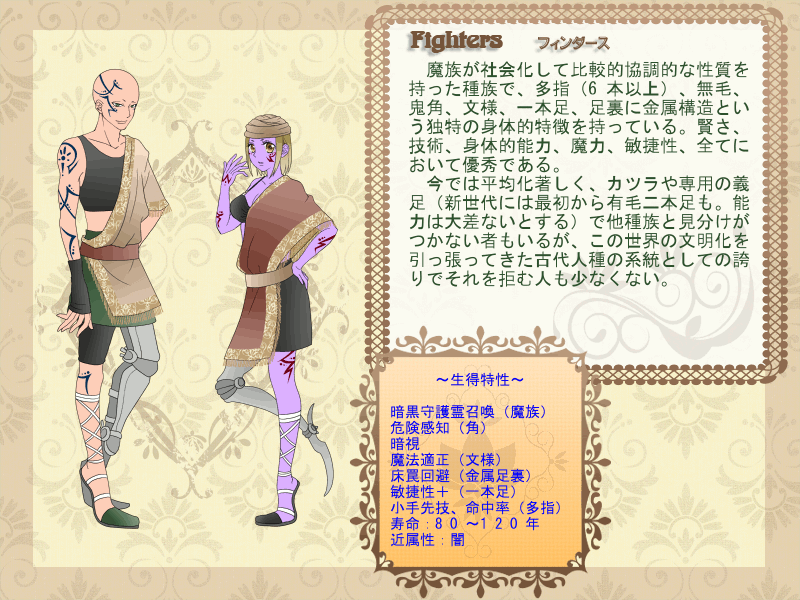 Fighters フィンダース
　魔族が社会化して比較的協調的な性質を
持った種族で、多指（6 本以上）、無毛、
鬼角、文様、一本足、足裏に金属構造とい
う独特の身体的特徴を持っている。賢さ、
技術、身体的能力、魔力、敏捷性、全てに
おいて優秀である。
　今では平均化著しく、カツラや専用の義
足（新世代には最初から有毛二本足も。能
力は大差ないとする）で他種族と見分けが
つかない者もいるが、この世界の文明化を
引っ張ってきた古代人種の系統としての誇
りでそれを拒む人も少なくない。
～生得特性～
暗黒守護霊召喚（魔族）
危険感知（角）
暗視
魔法適正（文様）
床罠回避（金属足裏）
敏捷性＋（一本足）
小手先技、命中率（多指）
寿命：８０～１２０年
近属性：闇